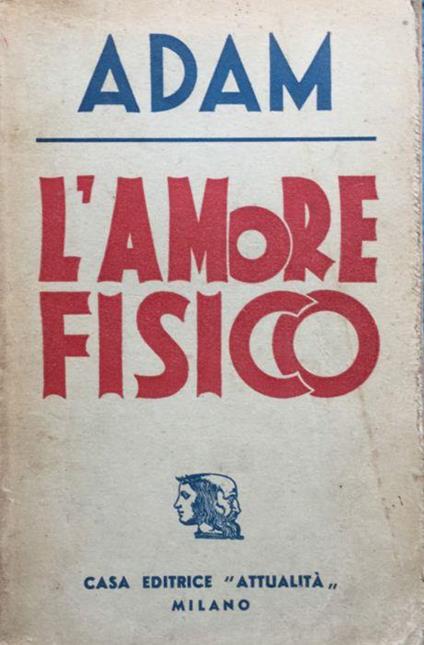 ADAM
L'AMORE
FISICO
CASA EDITRICE "ATTUALITÀ„
MILANO